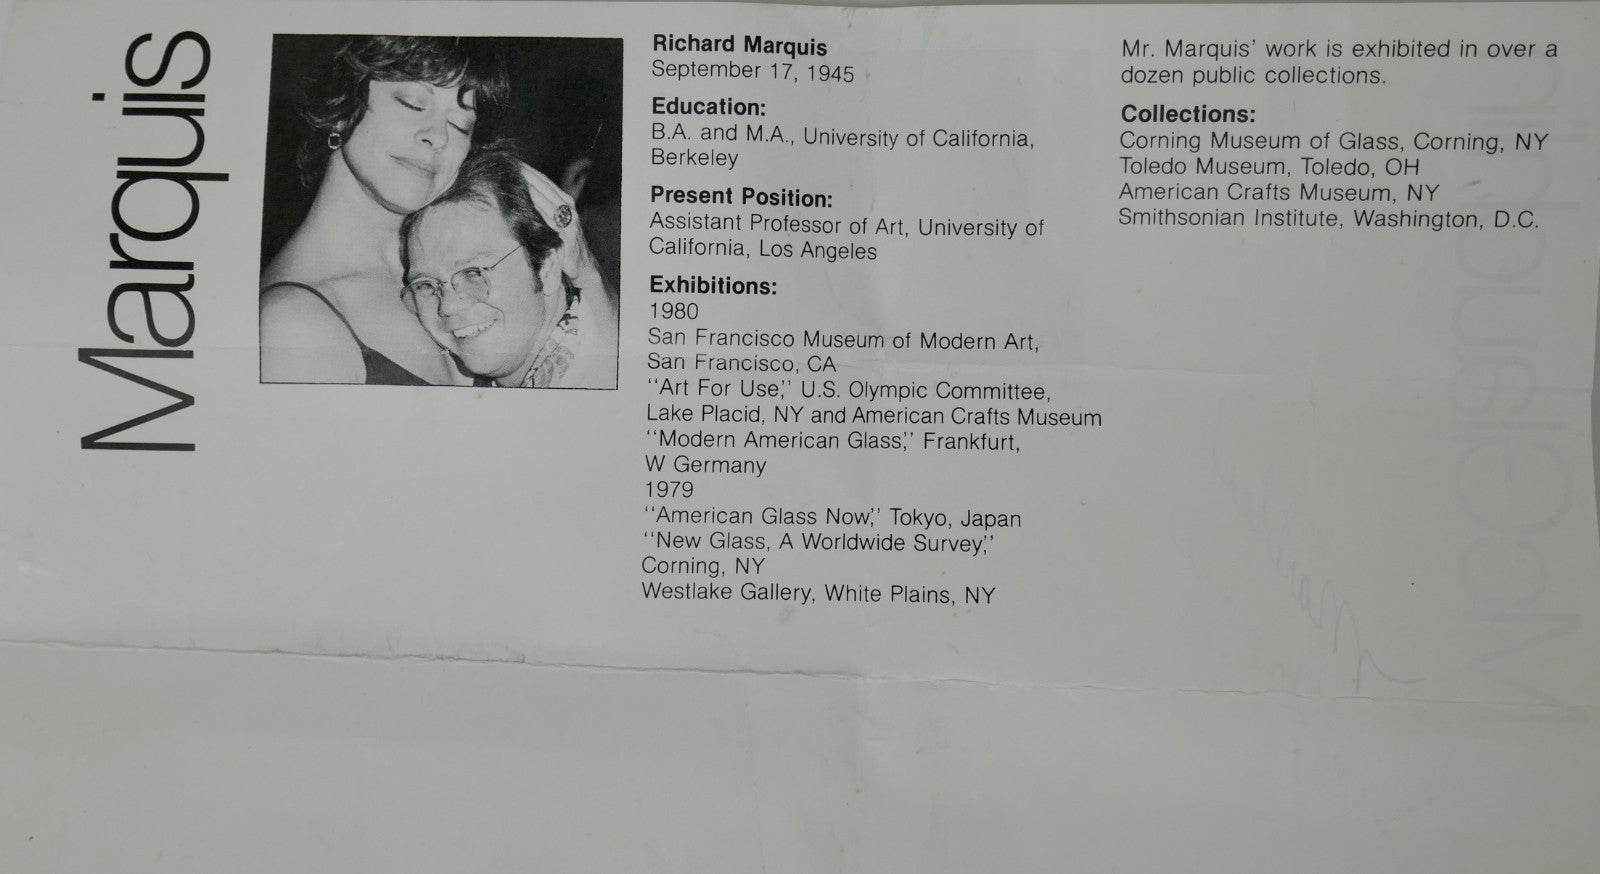 Marquis
Richard Marquis
September 17, 1945
Education:
B.A. and M.A., University of California,
Berkeley
Present Position:
Assistant Professor of Art, University of
California, Los Angeles
Exhibitions:
1980
San Francisco Museum of Modern Art,
San Francisco, CA
“Art For Use,” U.S. Olympic Committee,
Lake Placid, NY and American Crafts Museum
“Modern American Glass,” Frankfurt,
W Germany
1979
“American Glass Now,” Tokyo, Japan
“New Glass, A Worldwide Survey,”
Corning, NY
Westlake Gallery, White Plains, NY
Mr. Marquis’ work is exhibited in over a
dozen public collections.
Collections:
Corning Museum of Glass, Corning, NY
Toledo Museum, Toledo, OH
American Crafts Museum, NY
Smithsonian Institute, Washington, D.C.